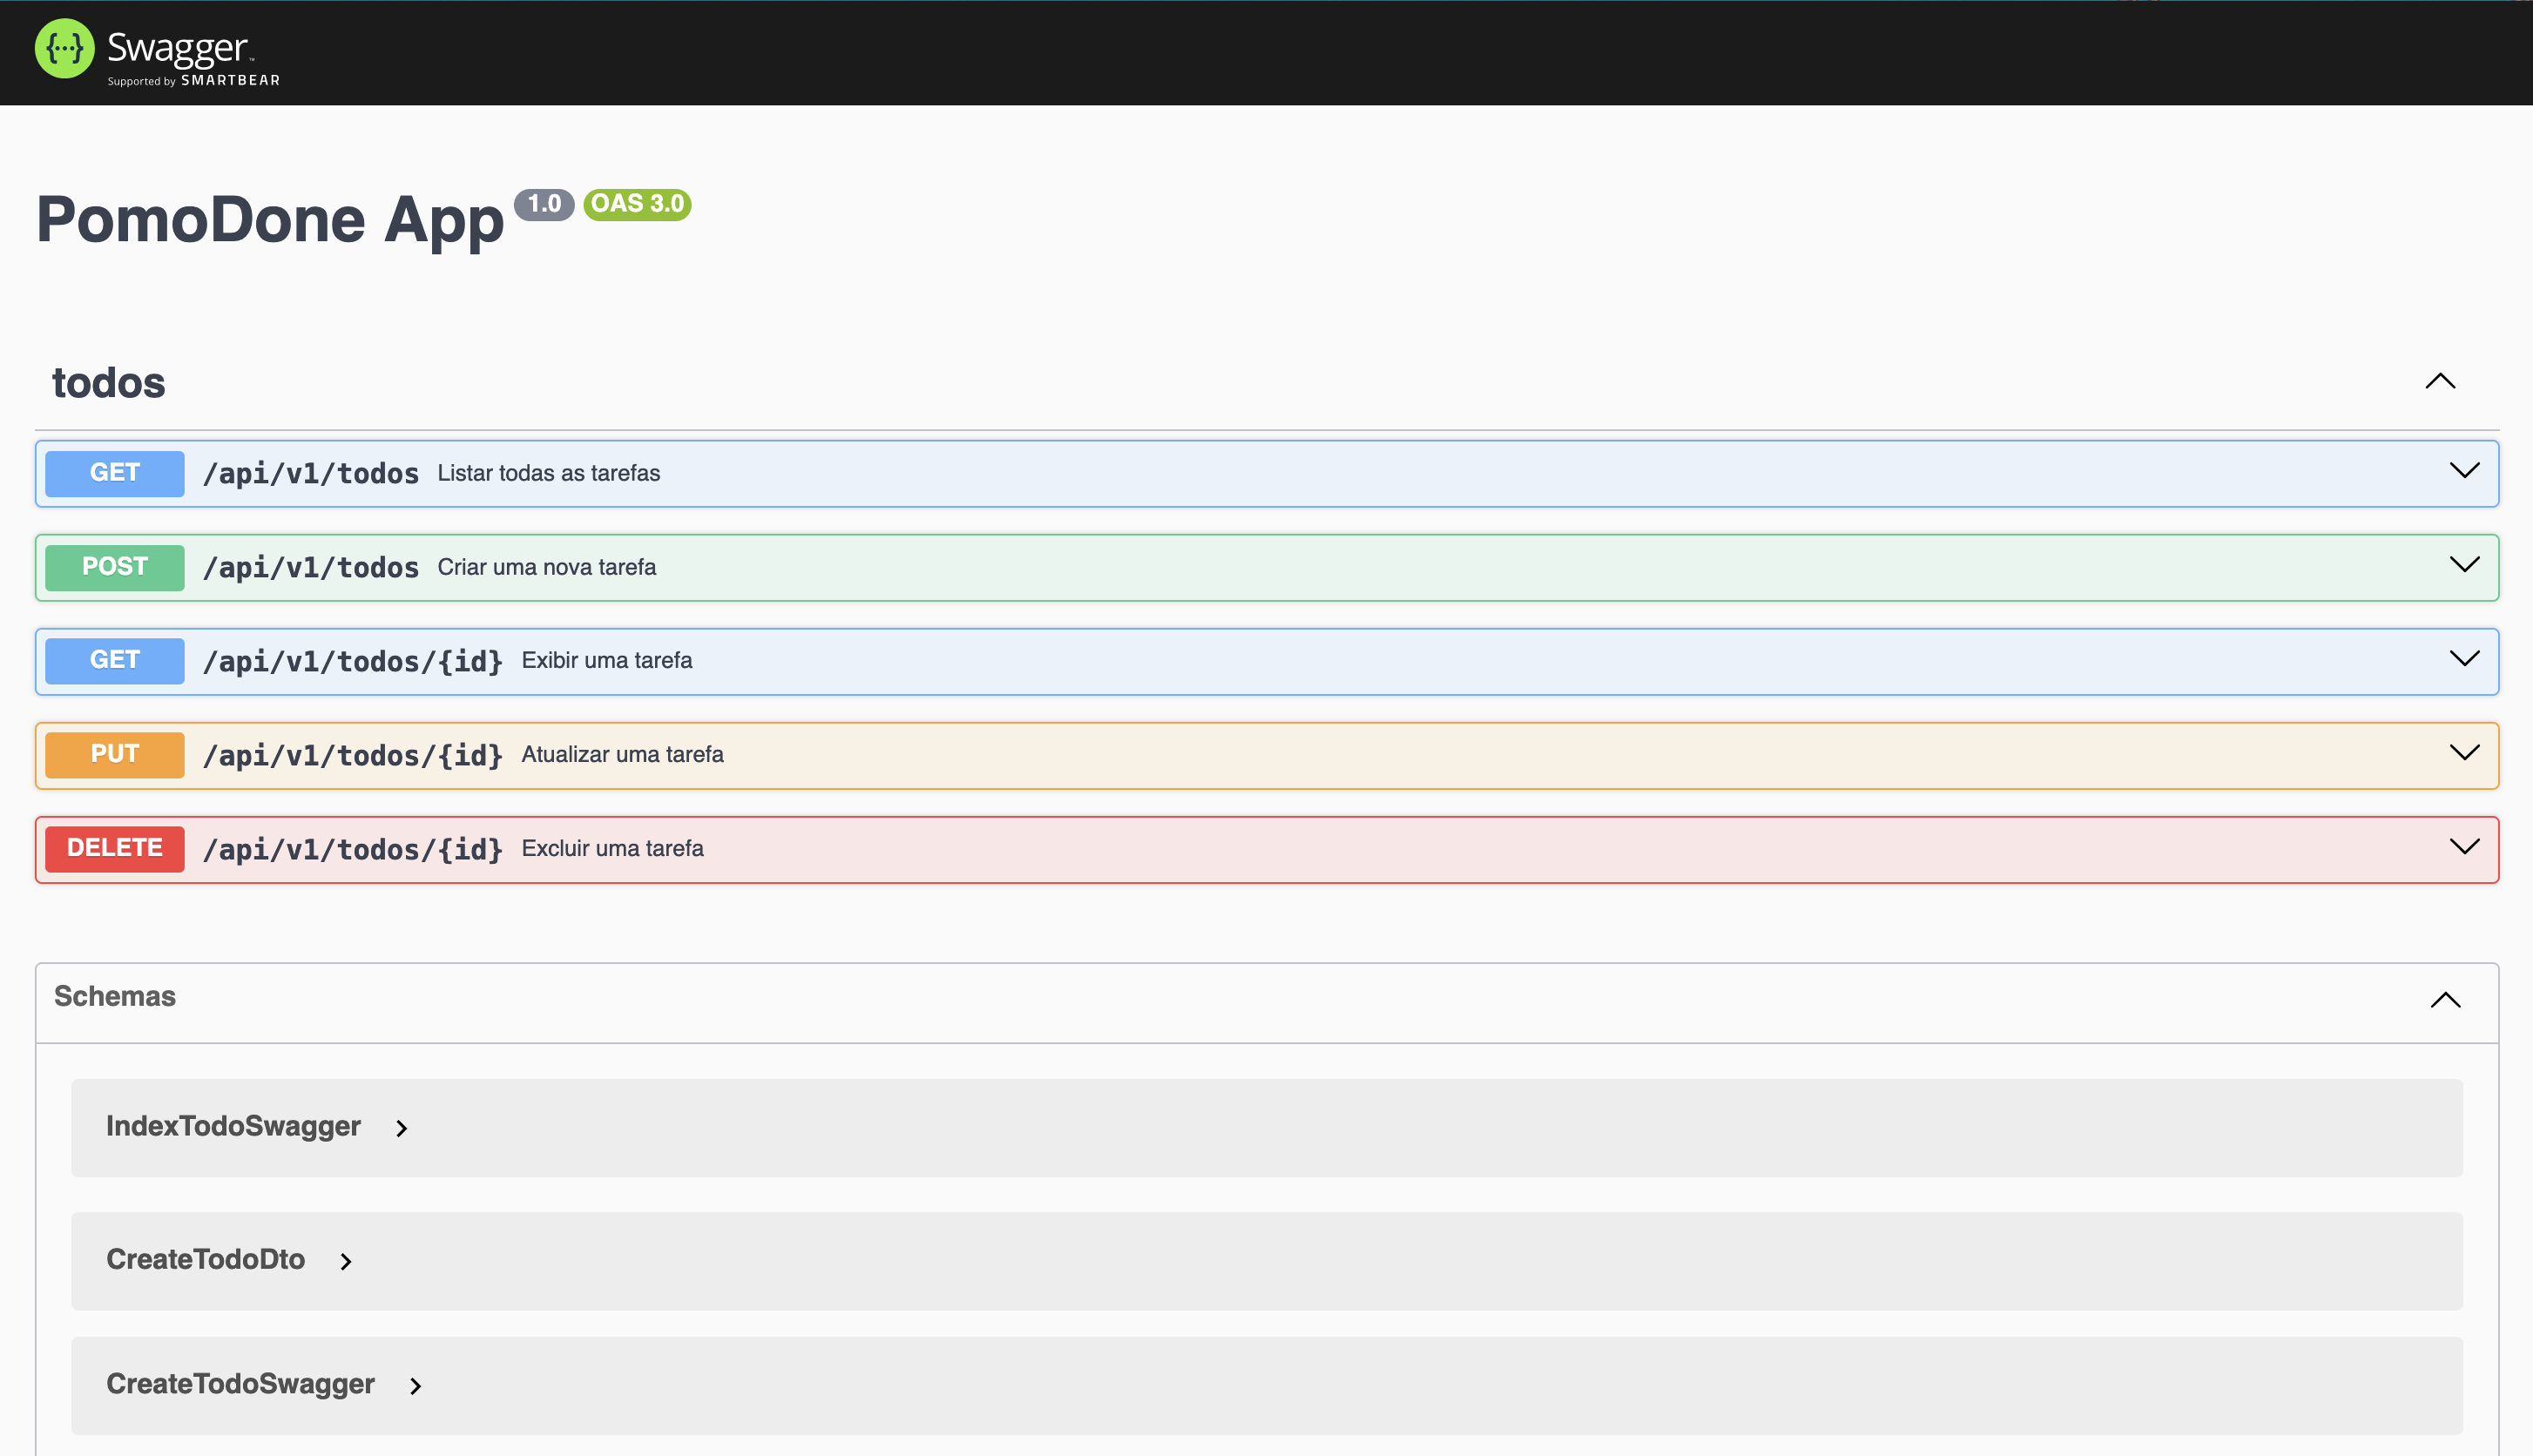 {···} Swagger™
Supported by SMARTBEAR
PomoDone App 1.0 OAS 3.0
todos
GET /api/v1/todos Listar todas as tarefas
POST /api/v1/todos Criar uma nova tarefa
GET /api/v1/todos/{id} Exibir uma tarefa
PUT /api/v1/todos/{id} Atualizar uma tarefa
DELETE /api/v1/todos/{id} Excluir uma tarefa
Schemas
IndexTodoSwagger
CreateTodoDto
CreateTodoSwagger